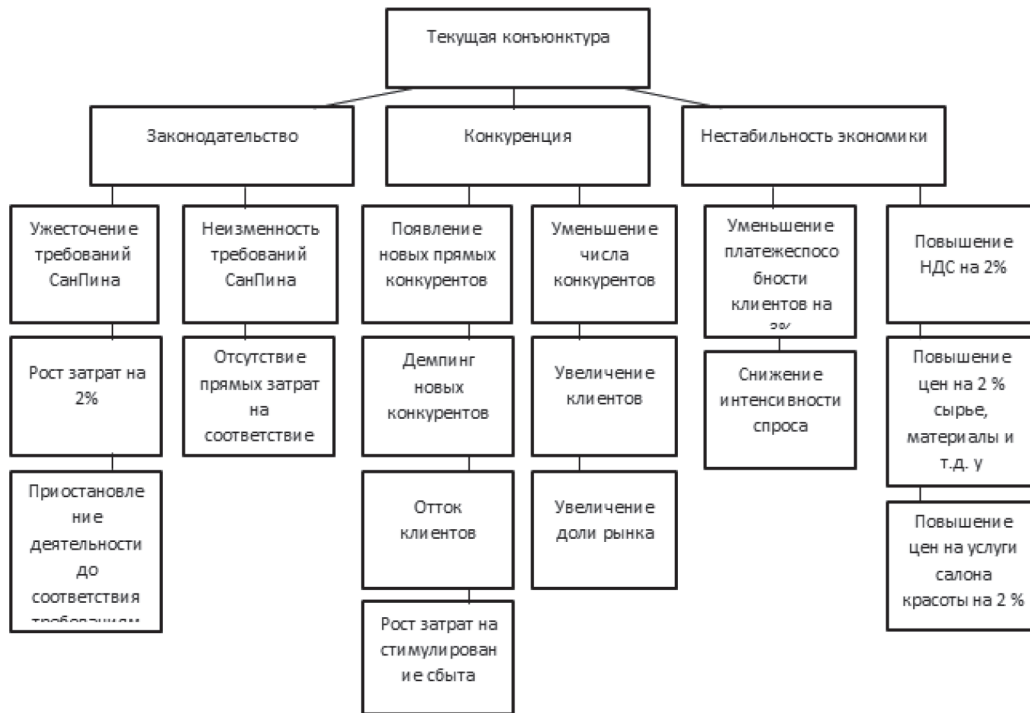 Текущая конъюнктура
Законодательство
Конкуренция
Нестабильность экономики
Ужесточение
требований
СанПина
Неизменность
требований
СанПина
Появление
новых прямых
конкурентов
Уменьшение
числа
конкурентов
Уменьшение
платежеспосо
бности
клиентов на
Повышение
НДС на 2%
Рост затрат на
2%
Отсутствие
прямых затрат
на
соответствие
Демпинг
новых
конкурентов
Увеличение
клиентов
Снижение
интенсивности
спроса
Повышение
цен на 2 %
сырье,
материалы и
т.д. у
Приостановле
ние
деятельности
до
соответствия
требованиям
Отток
клиентов
Увеличение
доли рынка
Повышение
цен на услуги
салона
красоты на 2 %
Рост затрат на
стимулирован
ие сбыта